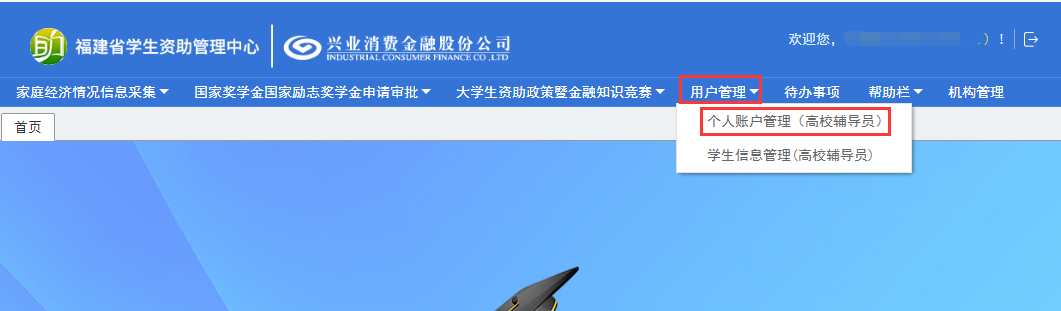 福建省学生资助管理中心
兴业消费金融股份公司
INDUSTRIAL CONSUMER FINANCE CO.,LTD
欢迎您， .）！
家庭经济情况信息采集 国家奖学金国家励志奖学金申请审批 大学生资助政策暨金融知识竞赛 用户管理 待办事项 帮助栏 机构管理
首页
个人账户管理（高校辅导员）
学生信息管理(高校辅导员)